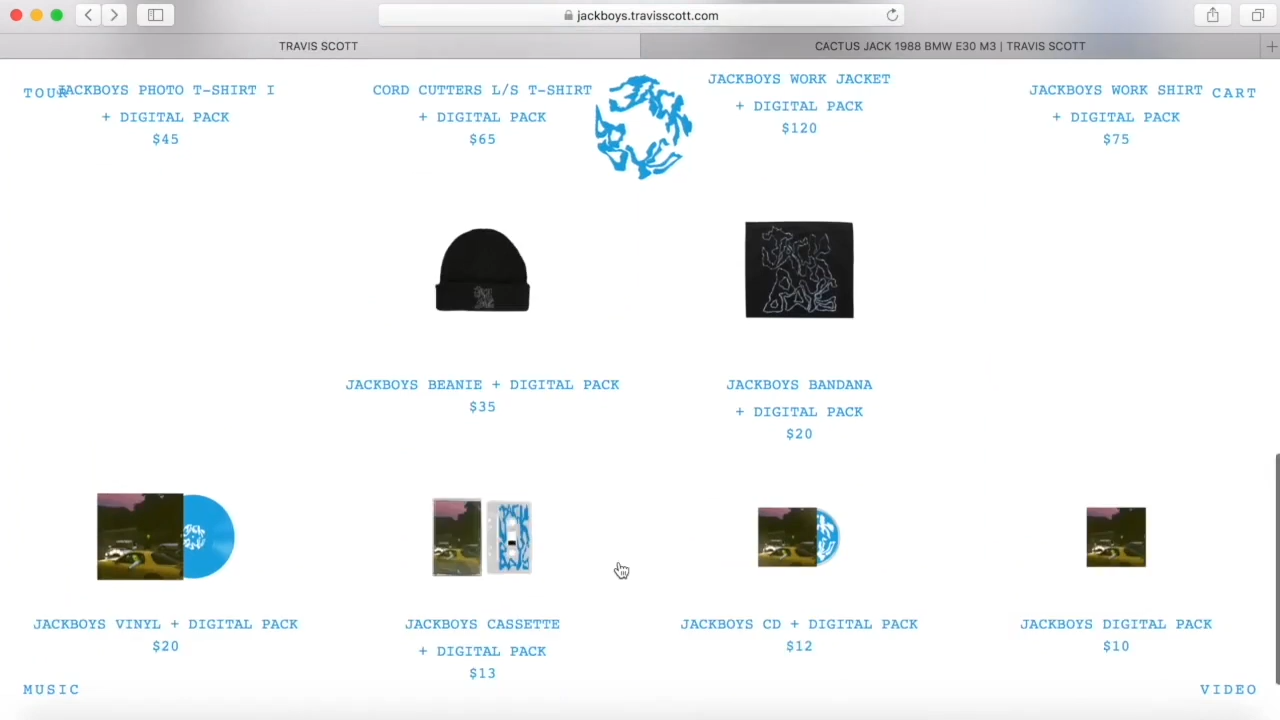 jackboys.travisscott.com
TRAVIS SCOTT
CACTUS JACK 1988 BMW E30 M3 | TRAVIS SCOTT
TOUR
CART
JACKBOYS PHOTO T-SHIRT I
+ DIGITAL PACK
$45
CORD CUTTERS L/S T-SHIRT
+ DIGITAL PACK
$65
JACKBOYS WORK JACKET
+ DIGITAL PACK
$120
JACKBOYS WORK SHIRT
+ DIGITAL PACK
$75
JACKBOYS BEANIE + DIGITAL PACK
$35
JACKBOYS BANDANA
+ DIGITAL PACK
$20
JACKBOYS VINYL + DIGITAL PACK
$20
JACKBOYS CASSETTE
+ DIGITAL PACK
$13
JACKBOYS CD + DIGITAL PACK
$12
JACKBOYS DIGITAL PACK
$10
MUSIC
VIDEO